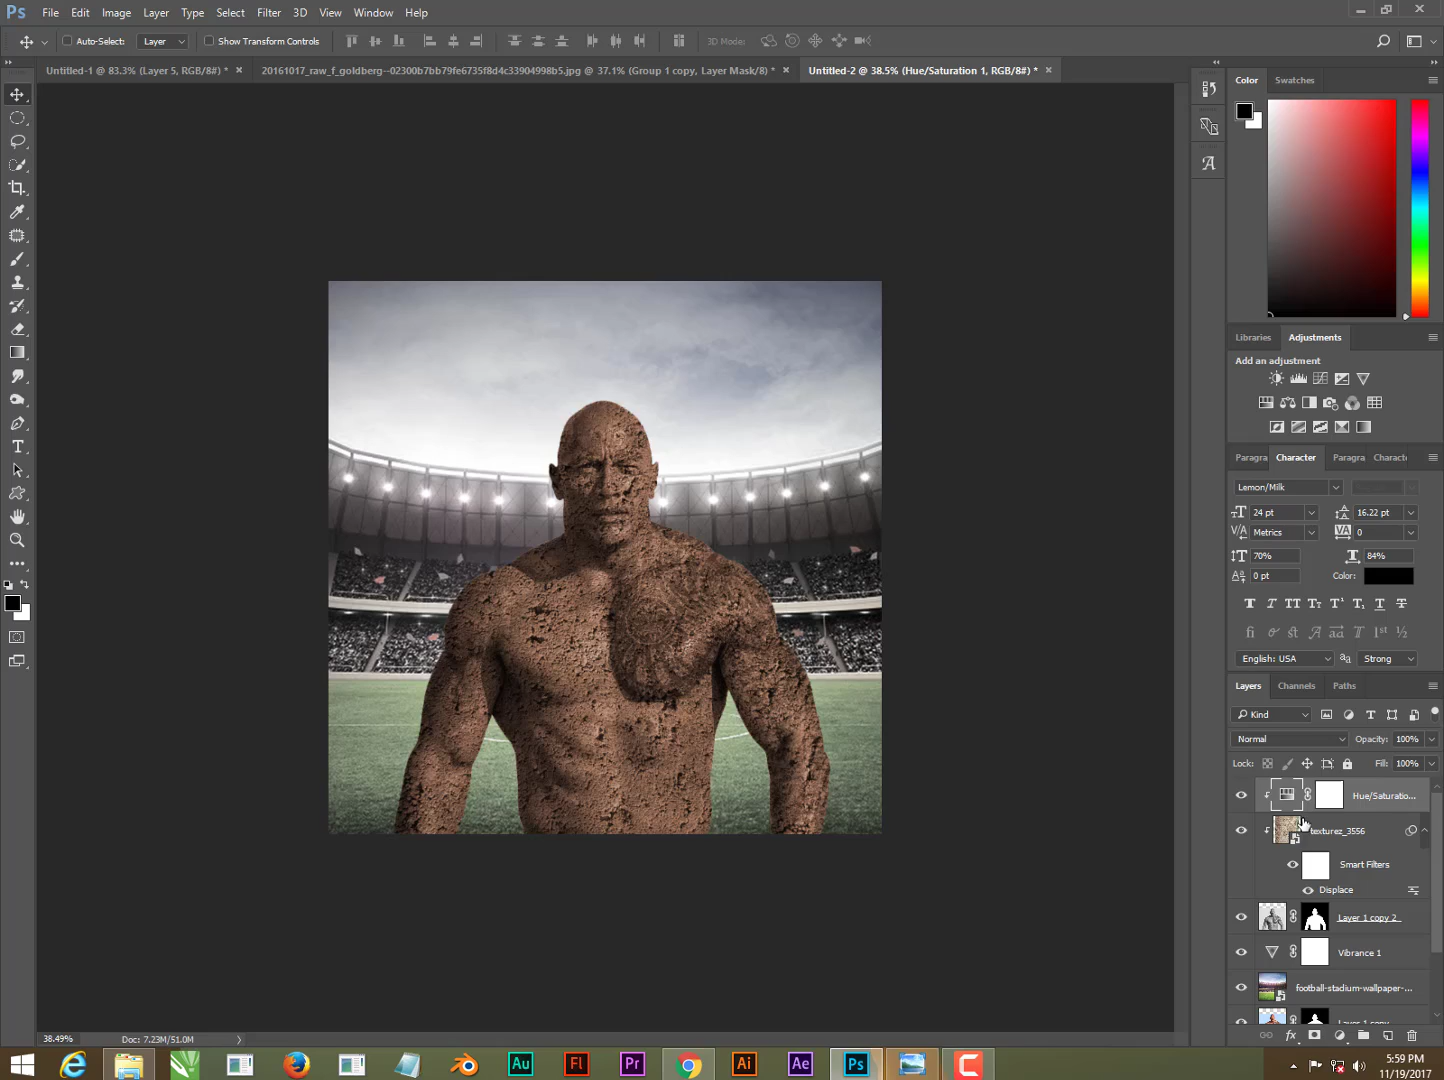 Ps File Edit Image Layer Type Select Filter 3D View Window Help
Auto-Select: Layer Show Transform Controls 3D Mode:
Untitled-1 @ 83.3% (Layer 5, RGB/8#) * × 20161017_raw_f_goldberg--02300b7bb79fe6735f8d4c33904998b5.jpg @ 37.1% (Group 1 copy, Layer Mask/8) * × Untitled-2 @ 38.5% (Hue/Saturation 1, RGB/8#) * ×
Color Swatches
Libraries Adjustments
Add an adjustment
Paragra Character Paragra Charact
Lemon/Milk
24 pt 16.22 pt
Metrics 0
70% 84%
0 pt Color:
English: USA Strong
Layers Channels Paths
Kind
Normal Opacity: 100%
Lock: Fill: 100%
Hue/Saturatio...
texturez_3556
Smart Filters
Displace
Layer 1 copy 2
Vibrance 1
football-stadium-wallpaper-...
Layer 1 copy
38.49% Doc: 7.23M/51.0M
Au Fl Pr Ai Ae Ps
5:59 PM
11/19/2017